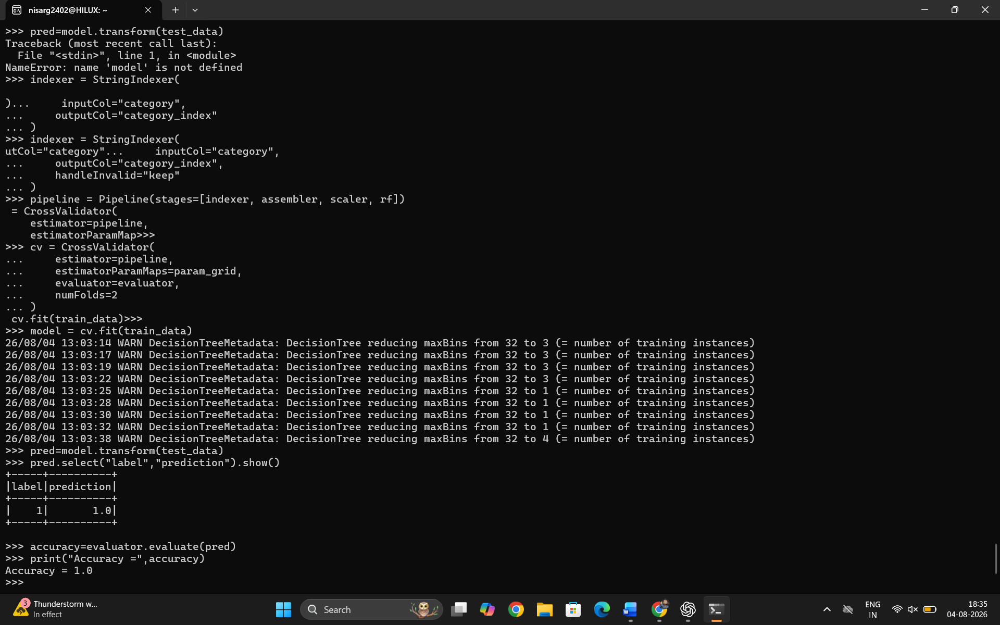 nisarg2402@HILUX: ~
>>> pred=model.transform(test_data)
Traceback (most recent call last):
  File "<stdin>", line 1, in <module>
NameError: name 'model' is not defined
>>> indexer = StringIndexer(

)...     inputCol="category",
...     outputCol="category_index"
... )
>>> indexer = StringIndexer(
utCol="category"...     inputCol="category",
...     outputCol="category_index",
...     handleInvalid="keep"
... )
>>> pipeline = Pipeline(stages=[indexer, assembler, scaler, rf])
 = CrossValidator(
    estimator=pipeline,
    estimatorParamMap>>>
>>> cv = CrossValidator(
...     estimator=pipeline,
...     estimatorParamMaps=param_grid,
...     evaluator=evaluator,
...     numFolds=2
... )
 cv.fit(train_data)>>>
>>> model = cv.fit(train_data)
26/08/04 13:03:14 WARN DecisionTreeMetadata: DecisionTree reducing maxBins from 32 to 3 (= number of training instances)
26/08/04 13:03:17 WARN DecisionTreeMetadata: DecisionTree reducing maxBins from 32 to 3 (= number of training instances)
26/08/04 13:03:19 WARN DecisionTreeMetadata: DecisionTree reducing maxBins from 32 to 3 (= number of training instances)
26/08/04 13:03:22 WARN DecisionTreeMetadata: DecisionTree reducing maxBins from 32 to 3 (= number of training instances)
26/08/04 13:03:25 WARN DecisionTreeMetadata: DecisionTree reducing maxBins from 32 to 1 (= number of training instances)
26/08/04 13:03:28 WARN DecisionTreeMetadata: DecisionTree reducing maxBins from 32 to 1 (= number of training instances)
26/08/04 13:03:30 WARN DecisionTreeMetadata: DecisionTree reducing maxBins from 32 to 1 (= number of training instances)
26/08/04 13:03:32 WARN DecisionTreeMetadata: DecisionTree reducing maxBins from 32 to 1 (= number of training instances)
26/08/04 13:03:38 WARN DecisionTreeMetadata: DecisionTree reducing maxBins from 32 to 4 (= number of training instances)
>>> pred=model.transform(test_data)
>>> pred.select("label","prediction").show()
+-----+----------+
|label|prediction|
+-----+----------+
|    1|       1.0|
+-----+----------+

>>> accuracy=evaluator.evaluate(pred)
>>> print("Accuracy =",accuracy)
Accuracy = 1.0
>>>
3
Thunderstorm w...
In effect
Search
ENG
IN
18:35
04-08-2026